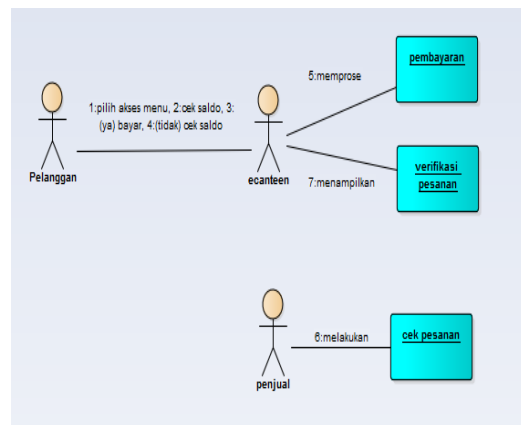 pembayaran
5:memprose
1:pilih akses menu, 2:cek saldo, 3:
(ya) bayar, 4:(tidak) cek saldo
Pelanggan
ecanteen
verifikasi
pesanan
7:menampilkan
6:melakukan
cek pesanan
penjual